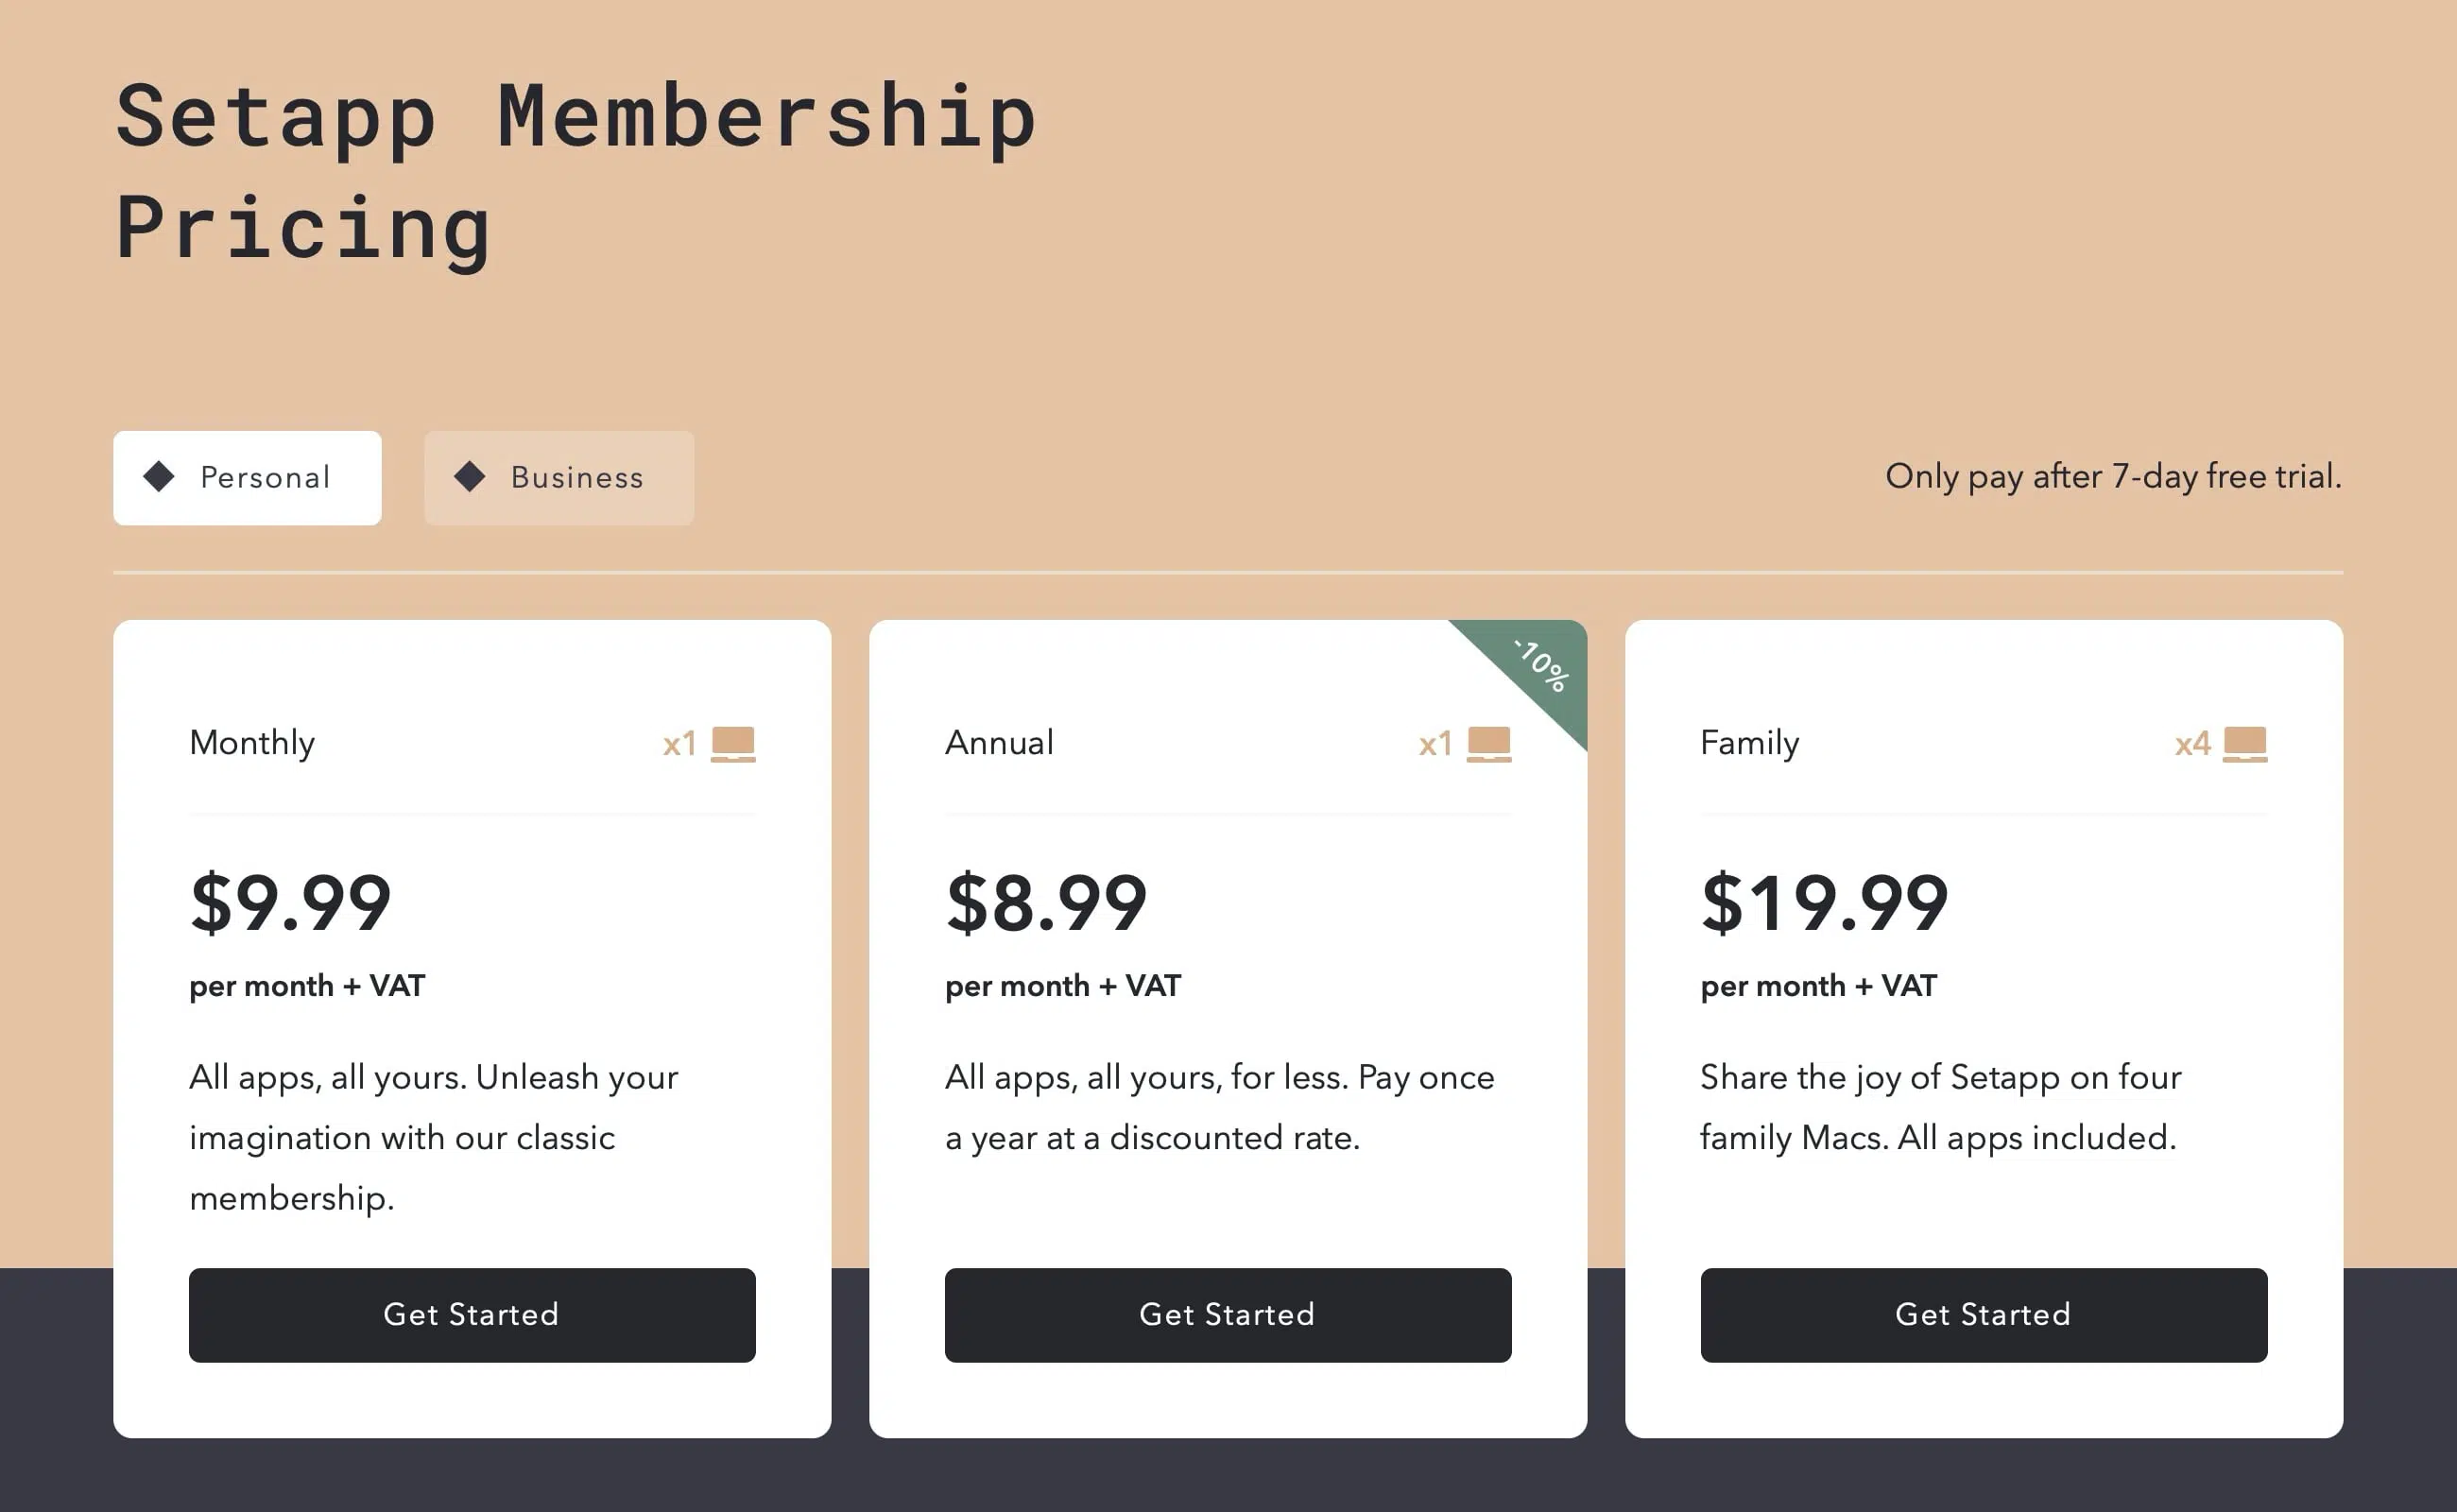 Setapp Membership
Pricing
Personal
Business
Only pay after 7-day free trial.
Monthly
x1
$9.99
per month + VAT
All apps, all yours. Unleash your
imagination with our classic
membership.
Get Started
-10%
Annual
x1
$8.99
per month + VAT
All apps, all yours, for less. Pay once
a year at a discounted rate.
Get Started
Family
x4
$19.99
per month + VAT
Share the joy of Setapp on four
family Macs. All apps included.
Get Started